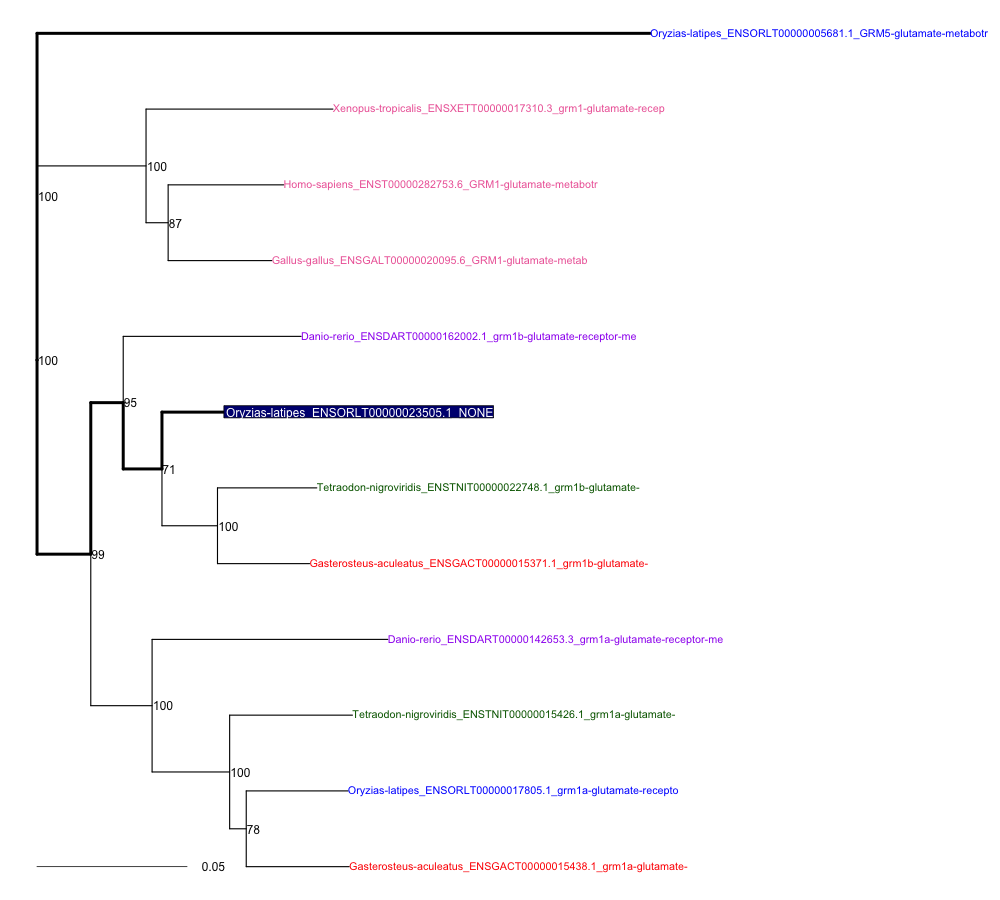 Oryzias-latipes_ENSORLT00000005681.1_GRM5-glutamate-metabotr
Xenopus-tropicalis_ENSXETT00000017310.3_grm1-glutamate-recep
100
Homo-sapiens_ENST00000282753.6_GRM1-glutamate-metabotr
100
87
Gallus-gallus_ENSGALT00000020095.6_GRM1-glutamate-metab
Danio-rerio_ENSDART00000162002.1_grm1b-glutamate-receptor-me
100
95
Oryzias-latipes_ENSORLT00000023505.1_NONE
71
Tetraodon-nigroviridis_ENSTNIT00000022748.1_grm1b-glutamate-
100
99
Gasterosteus-aculeatus_ENSGACT00000015371.1_grm1b-glutamate-
Danio-rerio_ENSDART00000142653.3_grm1a-glutamate-receptor-me
100
Tetraodon-nigroviridis_ENSTNIT00000015426.1_grm1a-glutamate-
100
Oryzias-latipes_ENSORLT00000017805.1_grm1a-glutamate-recepto
78
Gasterosteus-aculeatus_ENSGACT00000015438.1_grm1a-glutamate-
0.05